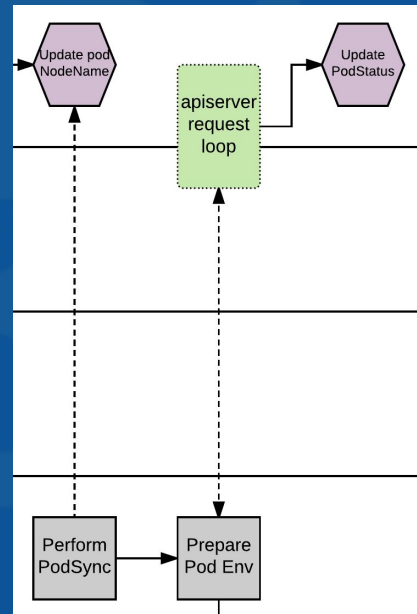 Update pod
NodeName
apiserver
request
loop
Update
PodStatus
Perform
PodSync
Prepare
Pod Env